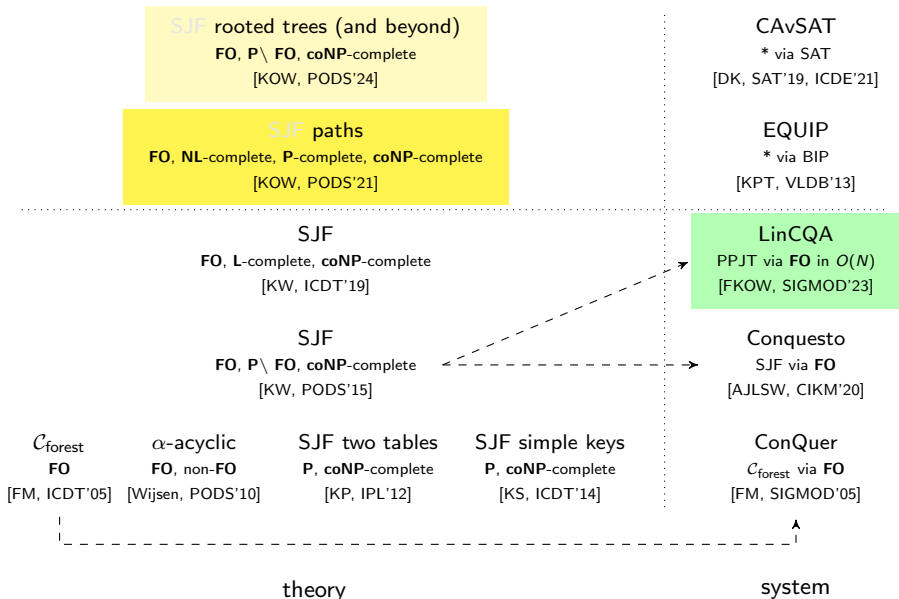 SJF rooted trees (and beyond)
FO, P\ FO, coNP-complete
[KOW, PODS'24]
CAvSAT
* via SAT
[DK, SAT'19, ICDE'21]
SJF paths
FO, NL-complete, P-complete, coNP-complete
[KOW, PODS'21]
EQUIP
* via BIP
[KPT, VLDB'13]
SJF
FO, L-complete, coNP-complete
[KW, ICDT'19]
LinCQA
PPJT via FO in O(N)
[FKOW, SIGMOD'23]
SJF
FO, P\ FO, coNP-complete
[KW, PODS'15]
Conquesto
SJF via FO
[AJLSW, CIKM'20]
C_forest
FO
[FM, ICDT'05]
α-acyclic
FO, non-FO
[Wijsen, PODS'10]
SJF two tables
P, coNP-complete
[KP, IPL'12]
SJF simple keys
P, coNP-complete
[KS, ICDT'14]
ConQuer
C_forest via FO
[FM, SIGMOD'05]
theory
system